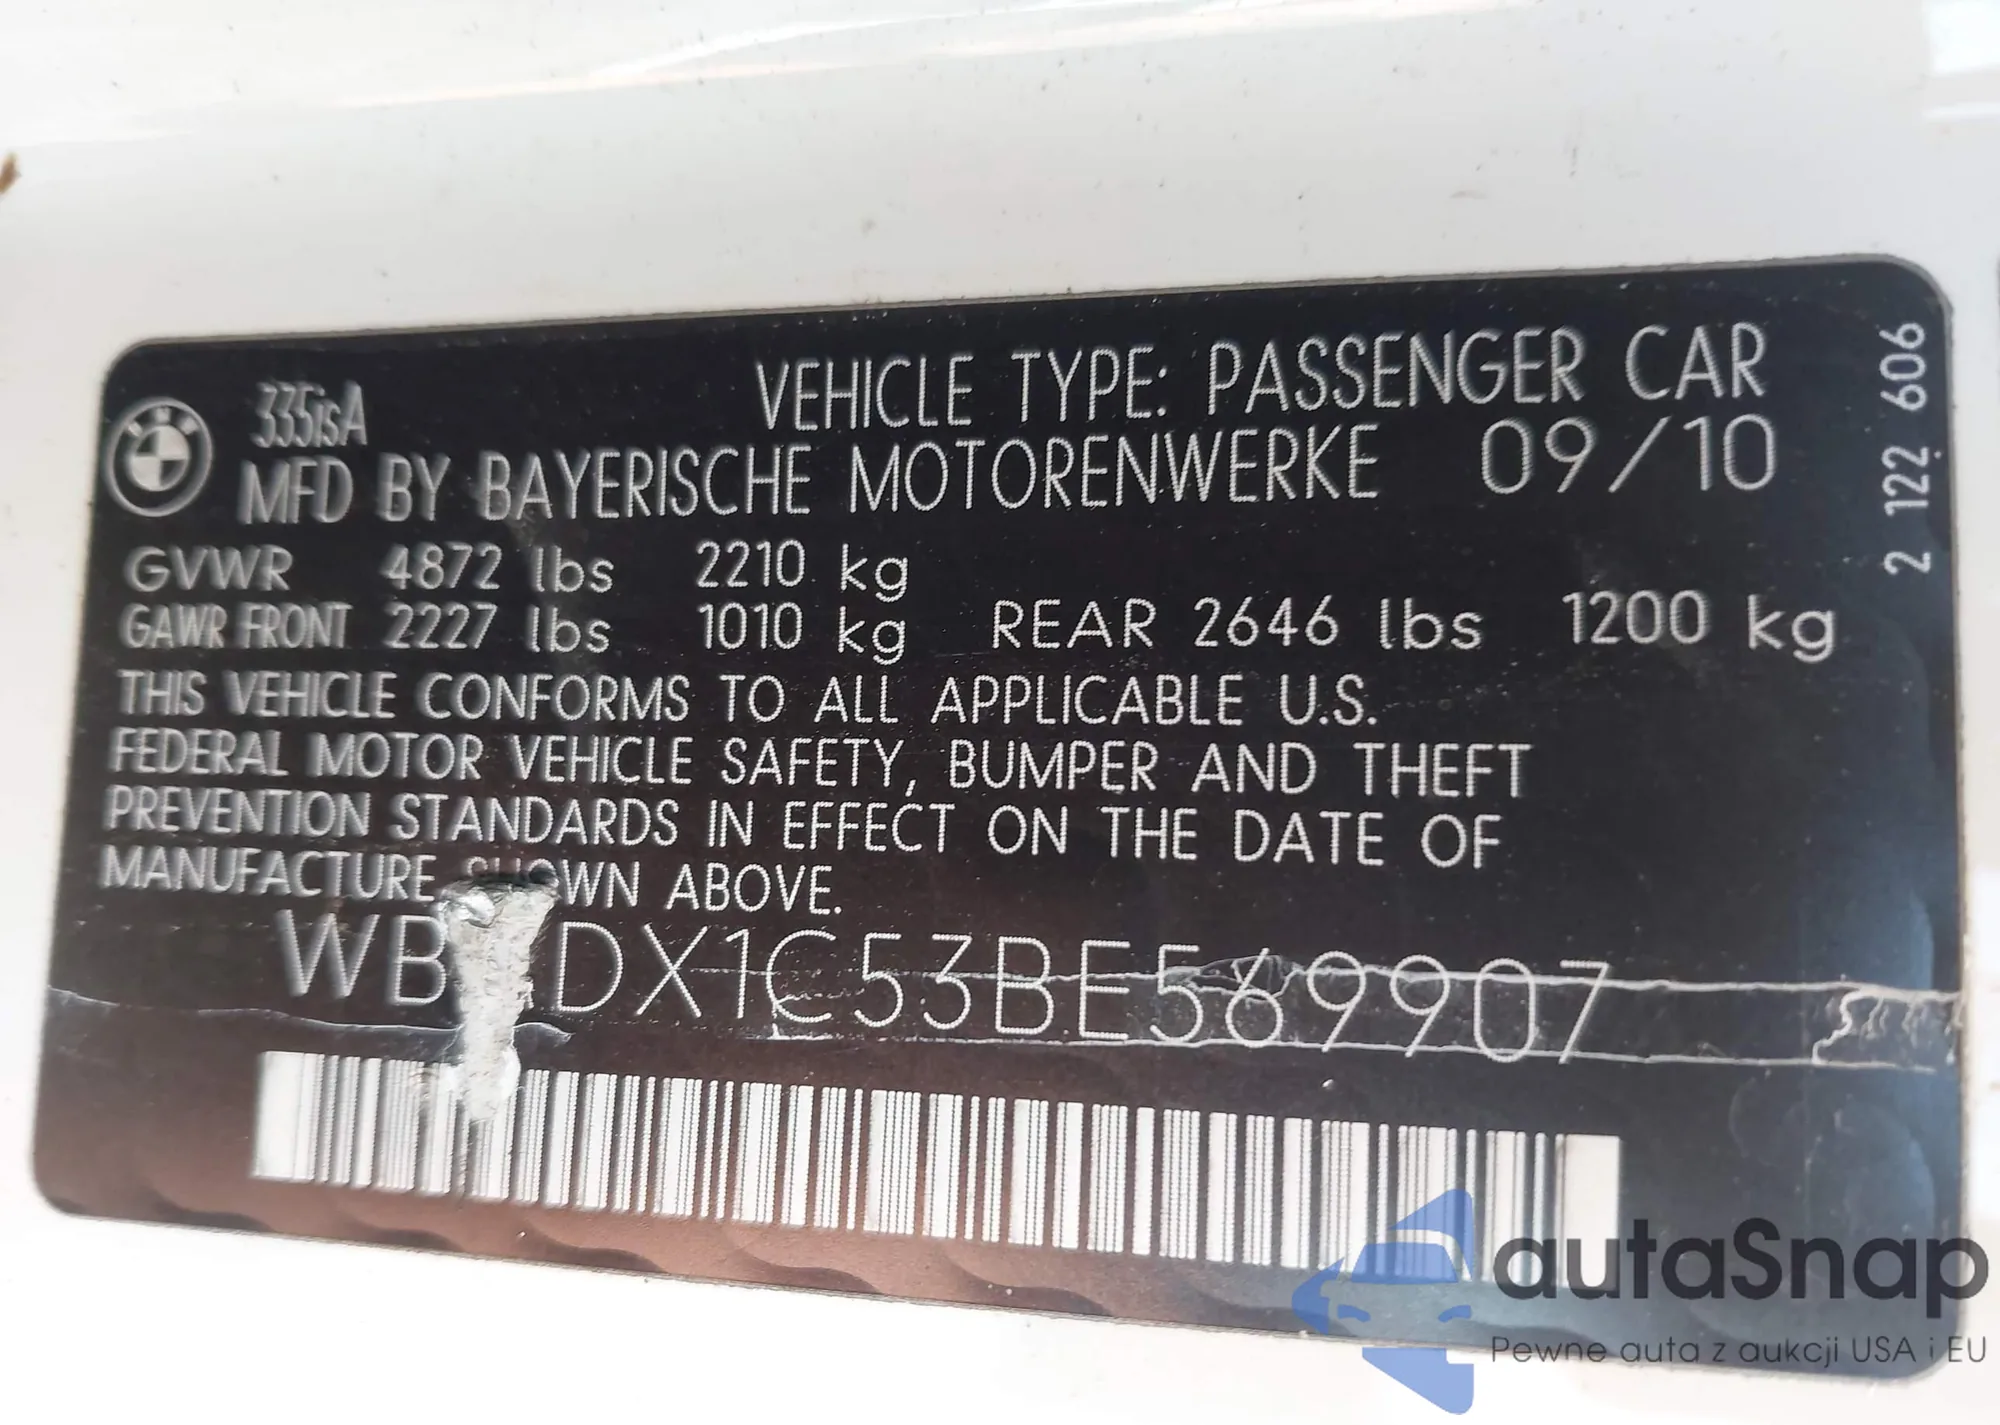 335isA VEHICLE TYPE: PASSENGER CAR
MFD BY BAYERISCHE MOTORENWERKE 09/10
GVWR 4872 lbs 2210 kg
GAWR FRONT 2227 lbs 1010 kg REAR 2646 lbs 1200 kg
THIS VEHICLE CONFORMS TO ALL APPLICABLE U.S.
FEDERAL MOTOR VEHICLE SAFETY, BUMPER AND THEFT
PREVENTION STANDARDS IN EFFECT ON THE DATE OF
MANUFACTURE SHOWN ABOVE.
2 122 606
autaSnap
Pewne auta z aukcji USA i EU